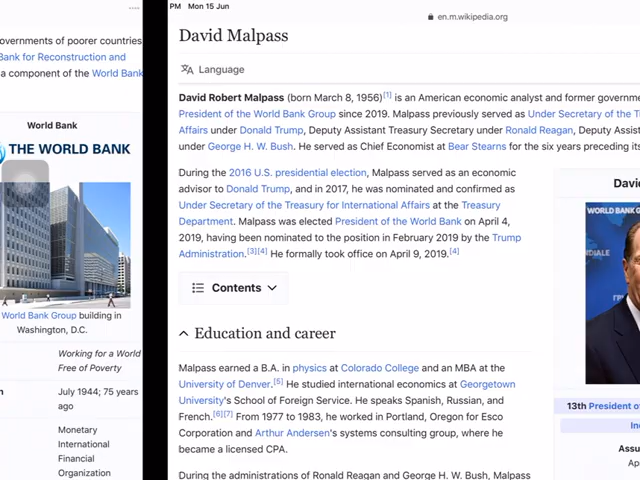 PM Mon 15 Jun
en.m.wikipedia.org
overnments of poorer countries
Bank for Reconstruction and
a component of the World Bank
World Bank
THE WORLD BANK
World Bank Group building in
Washington, D.C.
Working for a World
Free of Poverty
July 1944; 75 years
ago
Monetary
International
Financial
Organization
David Malpass
Language
David Robert Malpass (born March 8, 1956)[1] is an American economic analyst and former governme
President of the World Bank Group since 2019. Malpass previously served as Under Secretary of the T
Affairs under Donald Trump, Deputy Assistant Treasury Secretary under Ronald Reagan, Deputy Assist
under George H. W. Bush. He served as Chief Economist at Bear Stearns for the six years preceding its
During the 2016 U.S. presidential election, Malpass served as an economic
advisor to Donald Trump, and in 2017, he was nominated and confirmed as
Under Secretary of the Treasury for International Affairs at the Treasury
Department. Malpass was elected President of the World Bank on April 4,
2019, having been nominated to the position in February 2019 by the Trump
Administration.[3][4] He formally took office on April 9, 2019.[4]
Contents
Education and career
Malpass earned a B.A. in physics at Colorado College and an MBA at the
University of Denver.[5] He studied international economics at Georgetown
University's School of Foreign Service. He speaks Spanish, Russian, and
French.[6][7] From 1977 to 1983, he worked in Portland, Oregon for Esco
Corporation and Arthur Andersen's systems consulting group, where he
became a licensed CPA.
During the administrations of Ronald Reagan and George H. W. Bush, Malpass
Davi
WORLD BANK G
13th President o
In
Assu
Ap